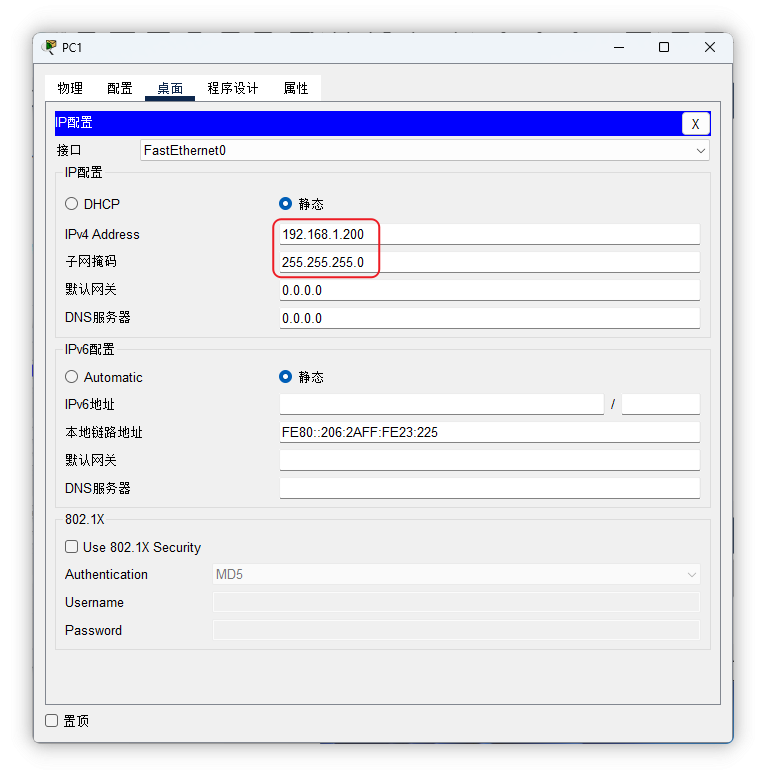 PC1
物理 配置 桌面 程序设计 属性
IP配置 X
接口 FastEthernet0
IP配置
DHCP 静态
IPv4 Address 192.168.1.200
子网掩码 255.255.255.0
默认网关 0.0.0.0
DNS服务器 0.0.0.0
IPv6配置
Automatic 静态
IPv6地址 /
本地链路地址 FE80::206:2AFF:FE23:225
默认网关
DNS服务器
802.1X
Use 802.1X Security
Authentication MD5
Username
Password
置顶